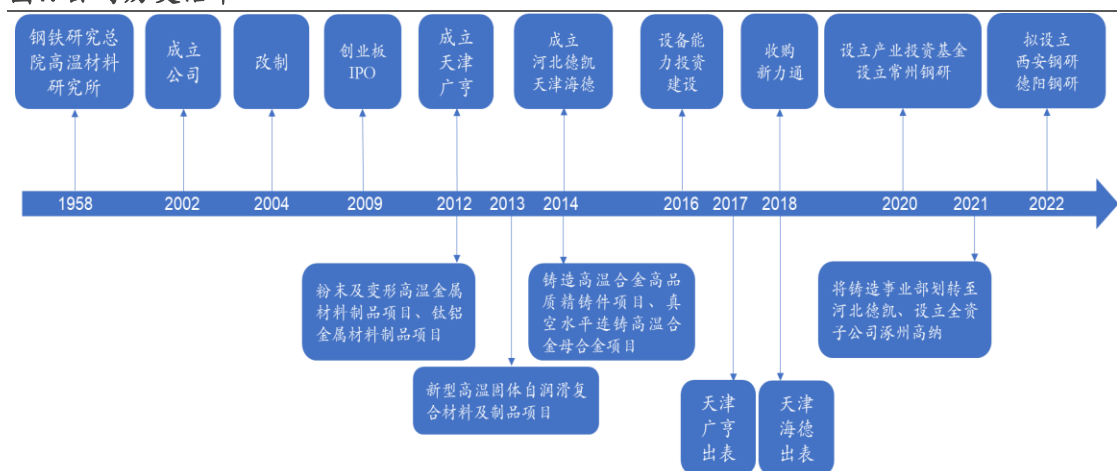 钢铁研究总
院高温材料
研究所
成立
公司
改制
创业板
IPO
成立
天津
广亨
成立
河北德凯
天津海德
设备能
力投资
建设
收购
新力通
设立产业投资基金
设立常州钢研
拟设立
西安钢研
德阳钢研
1958
2002
2004
2009
2012
2013
2014
2016
2017
2018
2020
2021
2022
粉末及变形高温金属
材料制品项目、钛铝
金属材料制品项目
铸造高温合金高品
质精铸件项目、真
空水平连铸高温合
金母合金项目
将铸造事业部划转至
河北德凯、设立全资
子公司涿州高纳
新型高温固体自润滑复
合材料及制品项目
天津
广亨
出表
天津
海德
出表